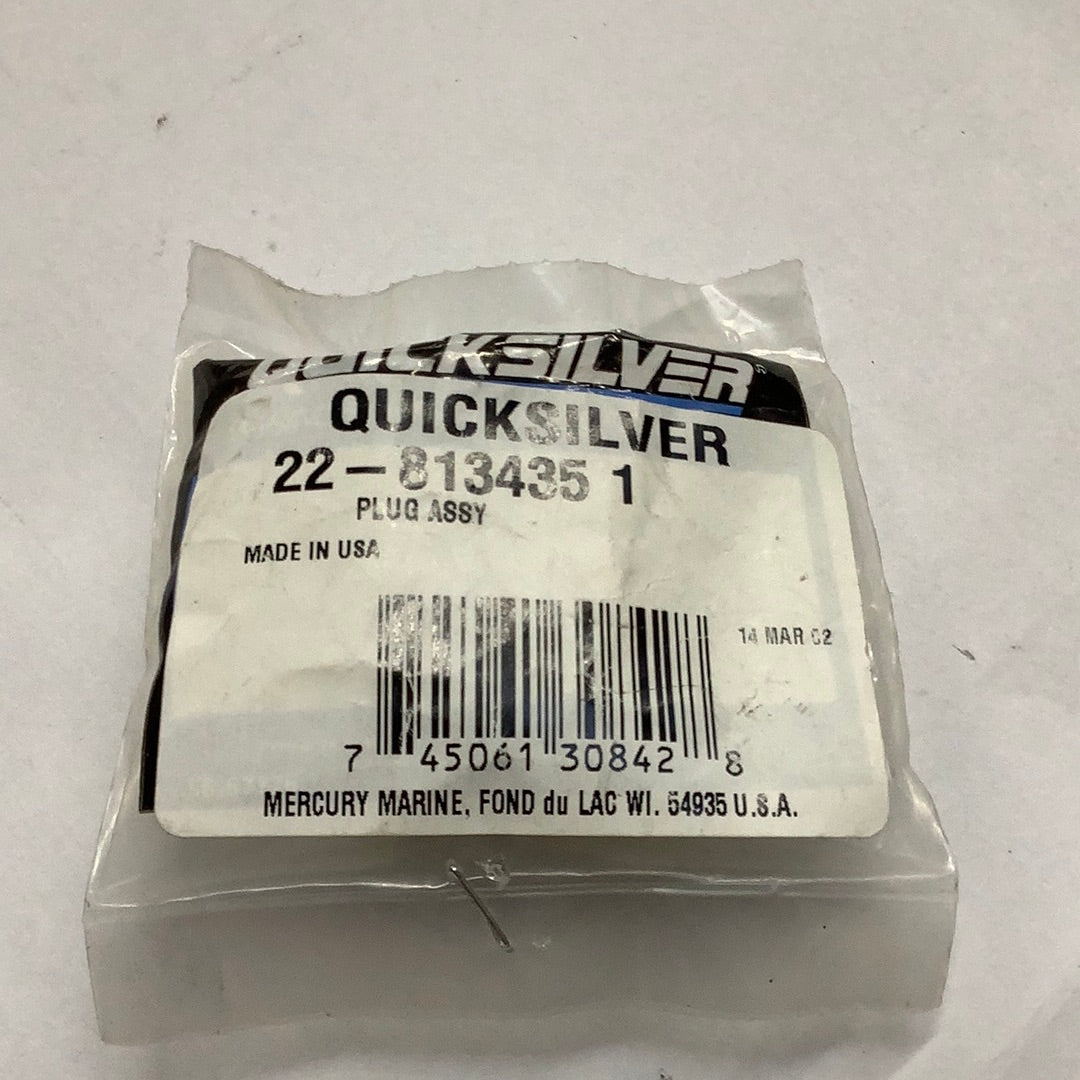 QUICKSILVER
QUICKSILVER
22-813435 1
PLUG ASSY
MADE IN USA
14 MAR 02
7 45061 30842 8
MERCURY MARINE, FOND du LAC WI. 54935 U.S.A.